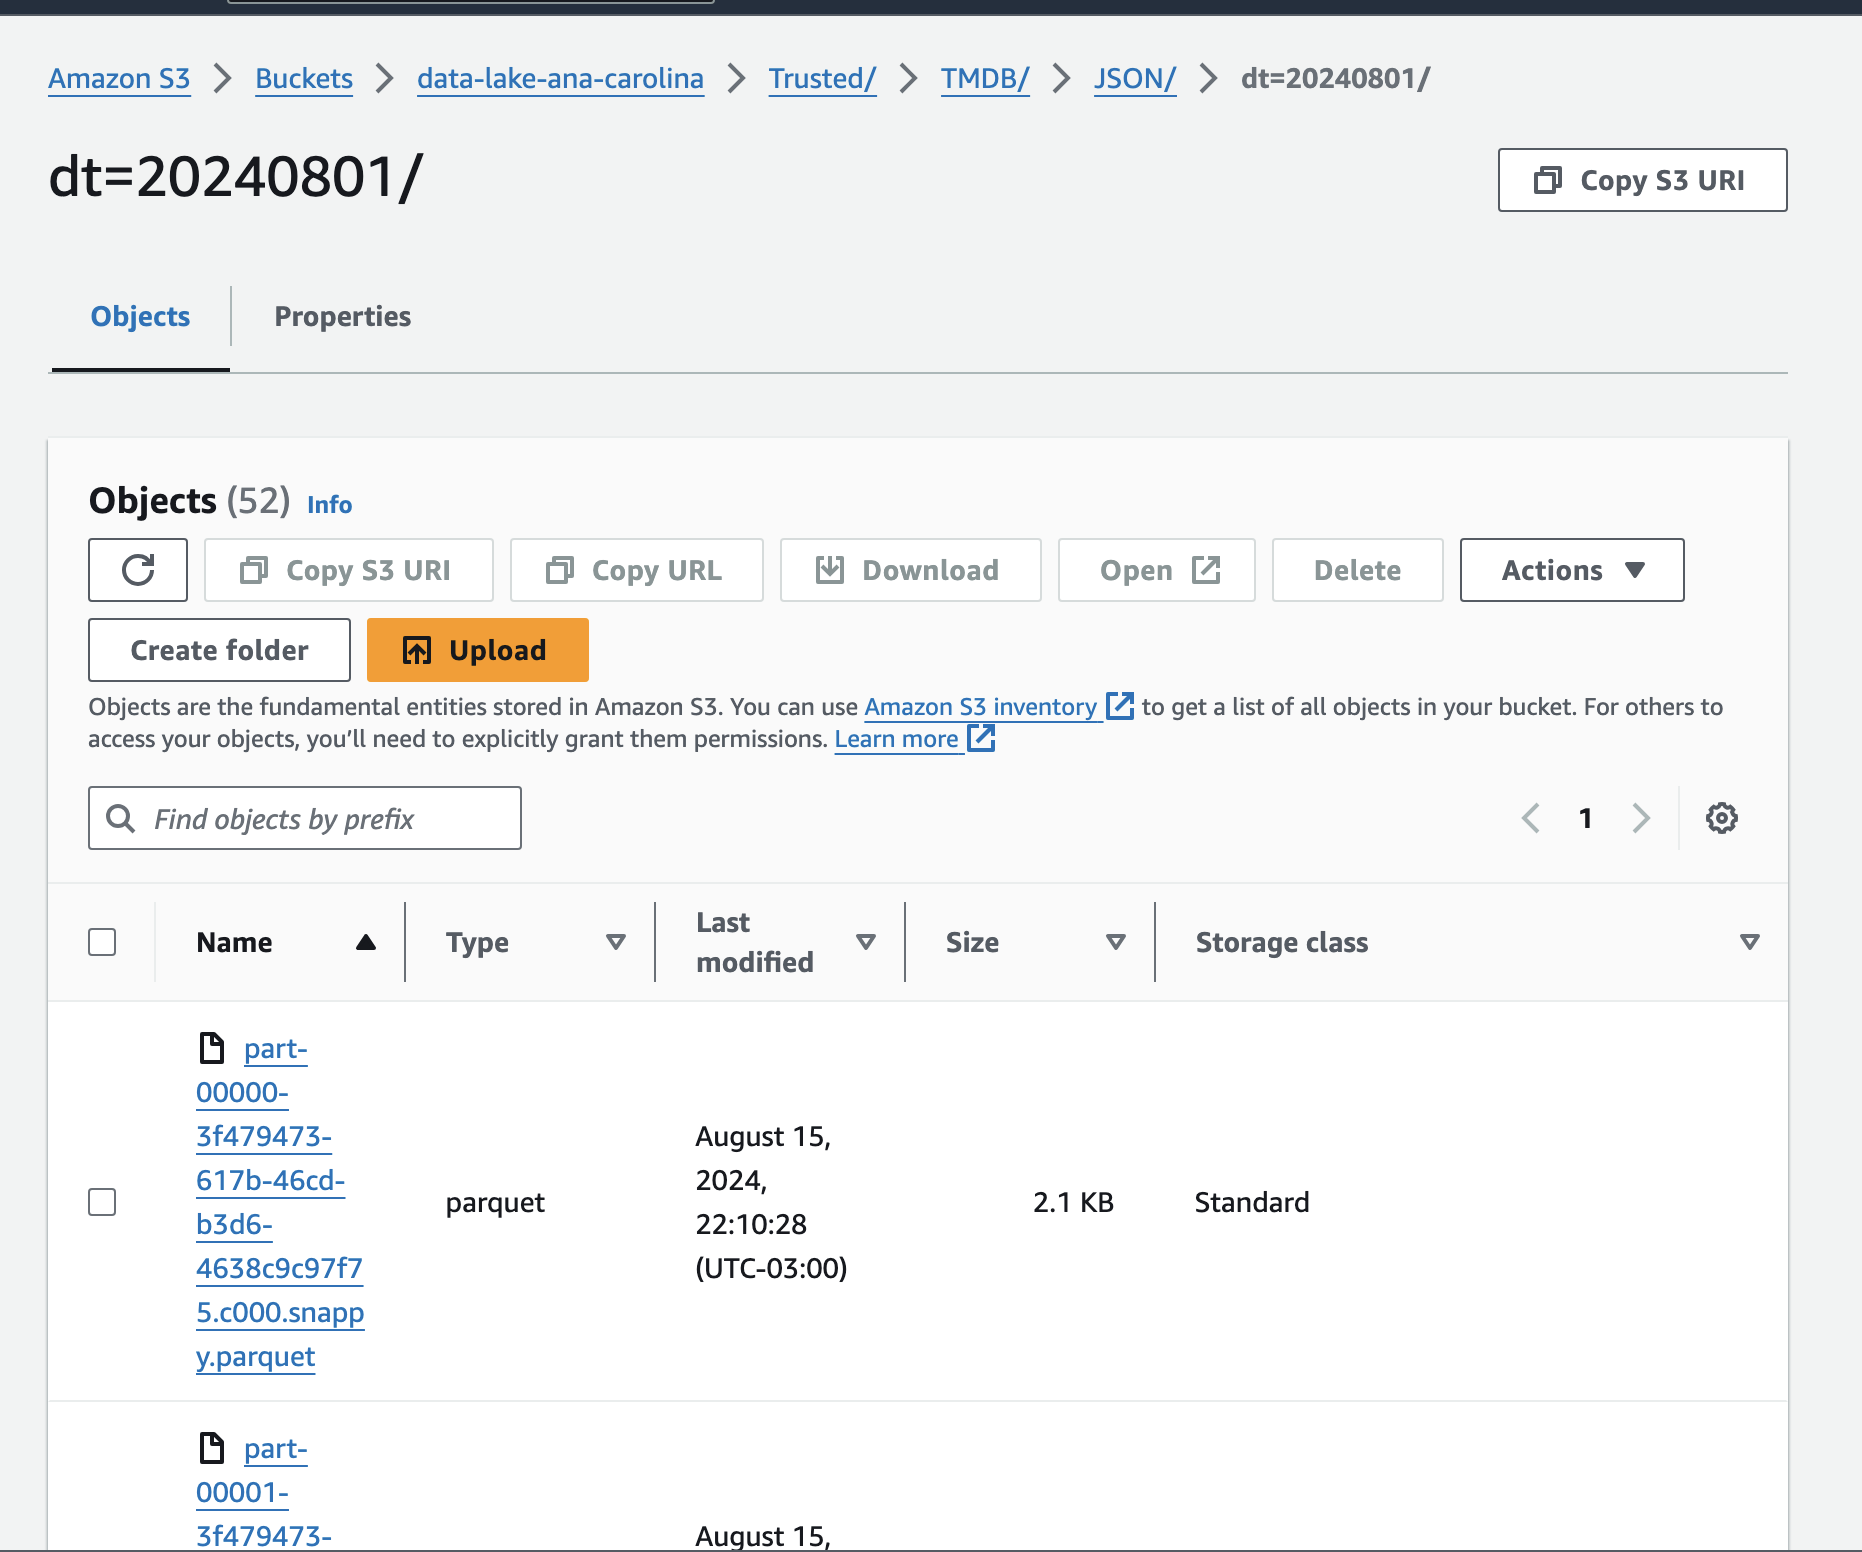 Amazon S3 Buckets data-lake-ana-carolina Trusted/ TMDB/ JSON/ dt=20240801/
dt=20240801/
Copy S3 URI
Objects Properties
Objects (52) Info
Copy S3 URI Copy URL Download Open Delete Actions
Create folder Upload
Objects are the fundamental entities stored in Amazon S3. You can use Amazon S3 inventory to get a list of all objects in your bucket. For others to
access your objects, you’ll need to explicitly grant them permissions. Learn more
Find objects by prefix
1
Name Type Last modified Size Storage class
part-
00000-
3f479473-
617b-46cd-
b3d6-
4638c9c97f7
5.c000.snapp
y.parquet
parquet
August 15,
2024,
22:10:28
(UTC-03:00)
2.1 KB
Standard
part-
00001-
3f479473-
August 15,